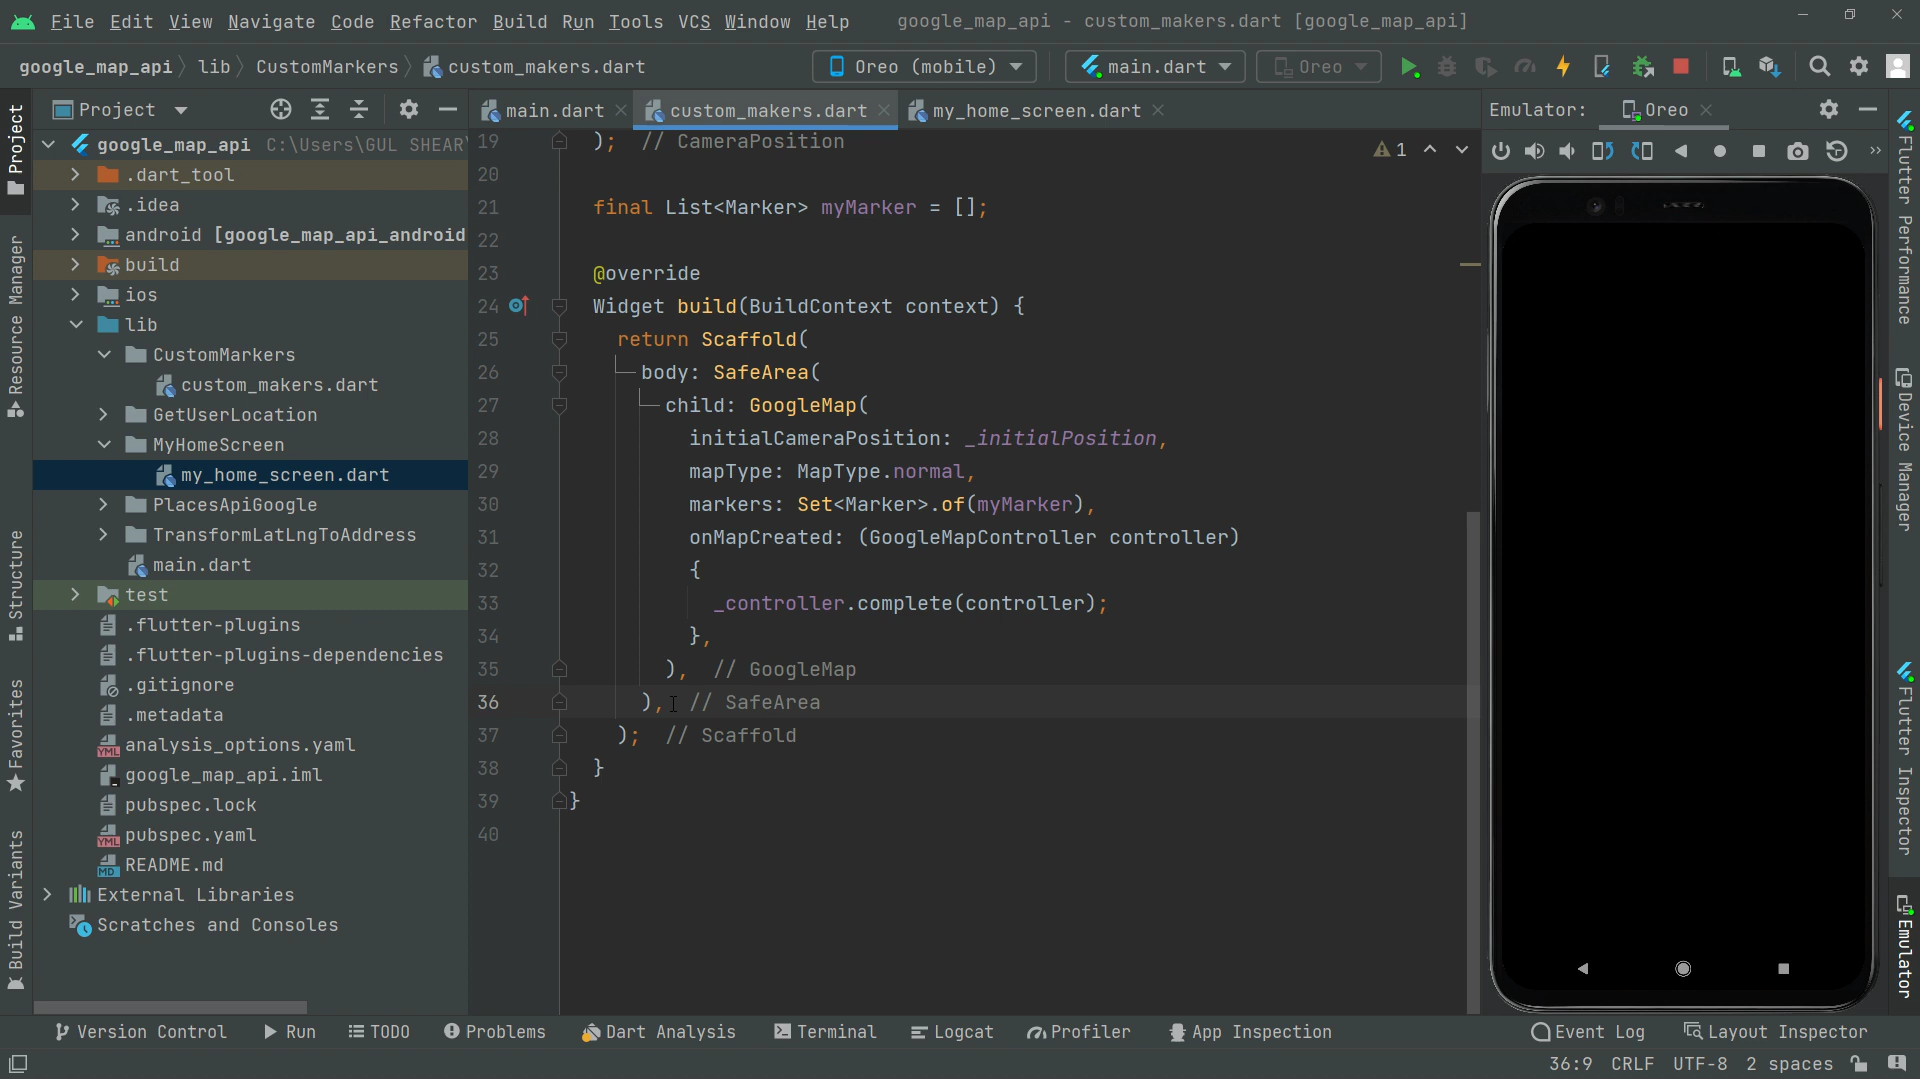 File Edit View Navigate Code Refactor Build Run Tools VCS Window Help google_map_api - custom_makers.dart [google_map_api]
google_map_api lib CustomMarkers custom_makers.dart Oreo (mobile) main.dart Oreo
Project
main.dart custom_makers.dart my_home_screen.dart
Emulator: Oreo
google_map_api C:\Users\GUL SHEAR
.dart_tool
.idea
android [google_map_api_android
build
ios
lib
CustomMarkers
custom_makers.dart
GetUserLocation
MyHomeScreen
my_home_screen.dart
PlacesApiGoogle
TransformLatLngToAddress
main.dart
test
.flutter-plugins
.flutter-plugins-dependencies
.gitignore
.metadata
analysis_options.yaml
google_map_api.iml
pubspec.lock
pubspec.yaml
README.md
External Libraries
Scratches and Consoles
19 ); // CameraPosition
1
20
21 final List<Marker> myMarker = [];
22
23 @override
24 Widget build(BuildContext context) {
25 return Scaffold(
26 body: SafeArea(
27 child: GoogleMap(
28 initialCameraPosition: _initialPosition,
29 mapType: MapType.normal,
30 markers: Set<Marker>.of(myMarker),
31 onMapCreated: (GoogleMapController controller)
32 {
33 _controller.complete(controller);
34 },
35 ), // GoogleMap
36 ), // SafeArea
37 ); // Scaffold
38 }
39 }
40
Project
Resource Manager
Structure
Favorites
Build Variants
Flutter Performance
Device Manager
Flutter Inspector
Emulator
Version Control Run TODO Problems Dart Analysis Terminal Logcat Profiler App Inspection Event Log Layout Inspector
36:9 CRLF UTF-8 2 spaces